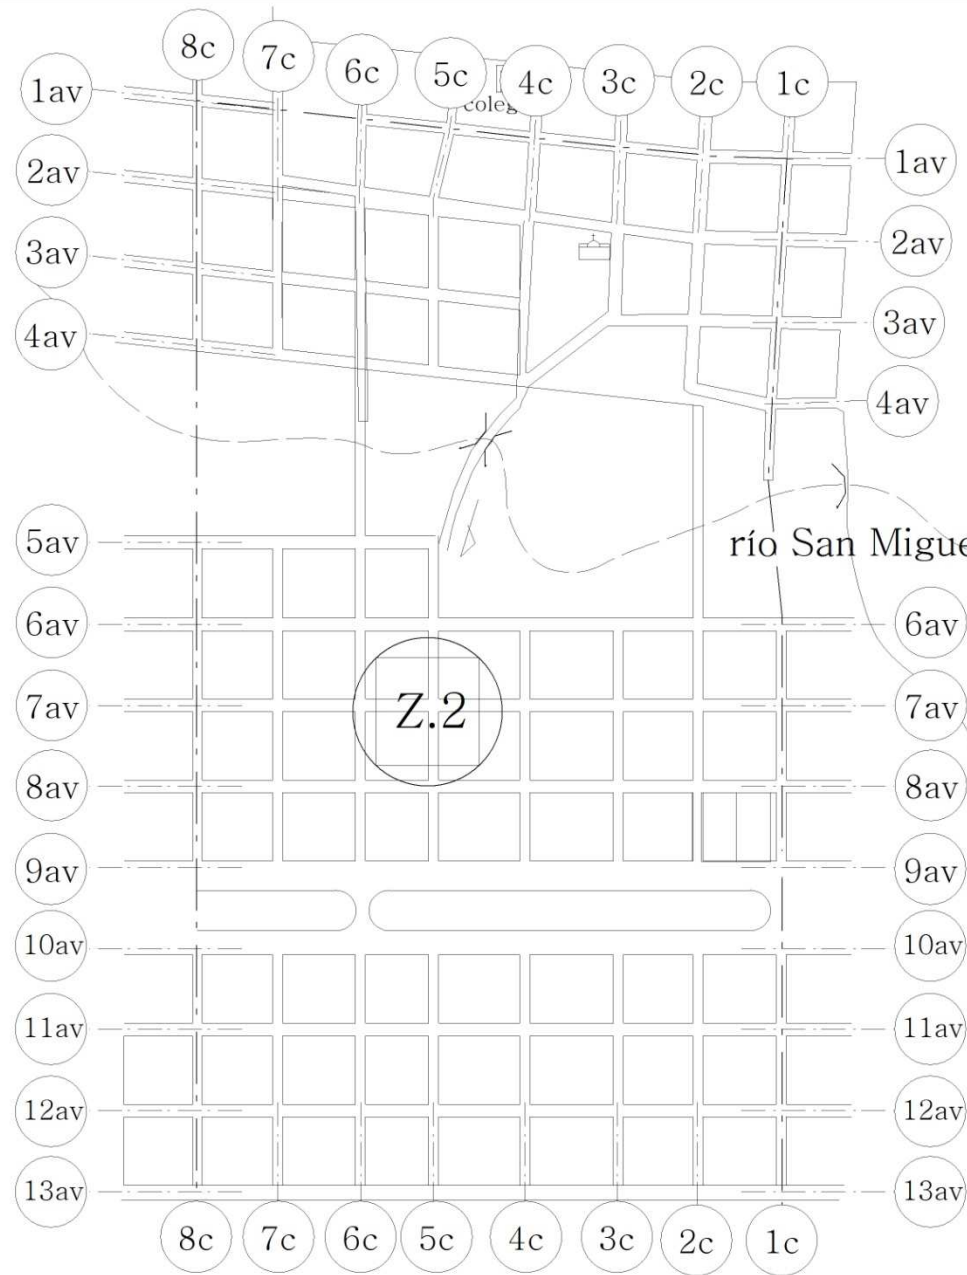 8c 7c 6c 5c 4c 3c 2c 1c
coleg
1av 1av
2av 2av
3av 3av
4av 4av
río San Migue
5av
6av 6av
Z.2
7av 7av
8av 8av
9av 9av
10av 10av
11av 11av
12av 12av
13av 13av
8c 7c 6c 5c 4c 3c 2c 1c